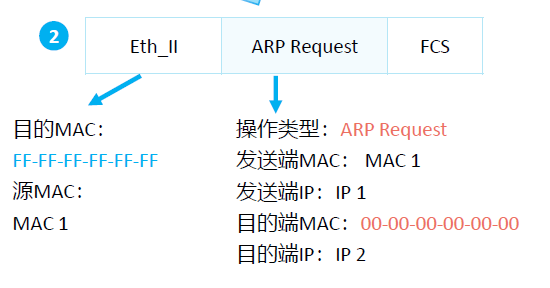 2
Eth_II
ARP Request
FCS
目的MAC：
FF-FF-FF-FF-FF-FF
源MAC：
MAC 1
操作类型：ARP Request
发送端MAC： MAC 1
发送端IP：IP 1
目的端MAC：00-00-00-00-00-00
目的端IP：IP 2